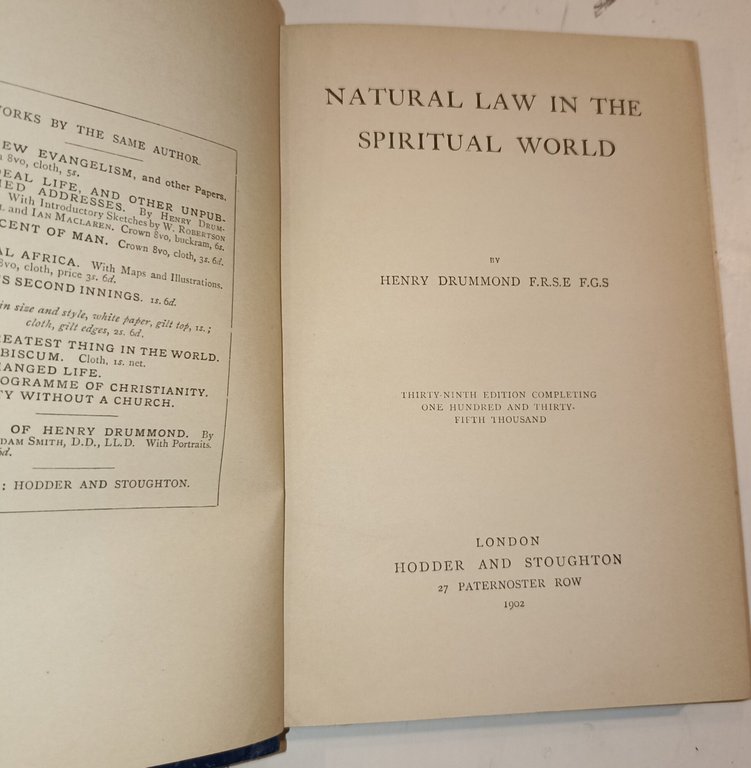 WORKS BY THE SAME AUTHOR.
EW EVANGELISM, and other Papers,
8vo, cloth, 5s.
DEAL LIFE, AND OTHER UNPUB-
ED ADDRESSES. By HENRY DRUM-
With Introductory Sketches by W. ROBERTSON
and IAN MACLAREN. Crown 8vo, buckram, 6s.
CENT OF MAN. Crown 8vo, cloth, 3s. 6d.
AL AFRICA. With Maps and Illustrations.
8vo, cloth, price 3s. 6d.
'S SECOND INNINGS. 1s. 6d.
in size and style, white paper, gilt top, 1s.;
cloth, gilt edges, 2s. 6d.
EATEST THING IN THE WORLD.
BISCUM. Cloth, 1s. net.
ANGED LIFE.
OGRAMME OF CHRISTIANITY.
TY WITHOUT A CHURCH.
OF HENRY DRUMMOND. By
DAM SMITH, D.D., LL.D. With Portraits.
6d.
: HODDER AND STOUGHTON.
NATURAL LAW IN THE
SPIRITUAL WORLD
BY
HENRY DRUMMOND F.R.S.E F.G.S
THIRTY-NINTH EDITION COMPLETING
ONE HUNDRED AND THIRTY-
FIFTH THOUSAND
LONDON
HODDER AND STOUGHTON
27 PATERNOSTER ROW
1902